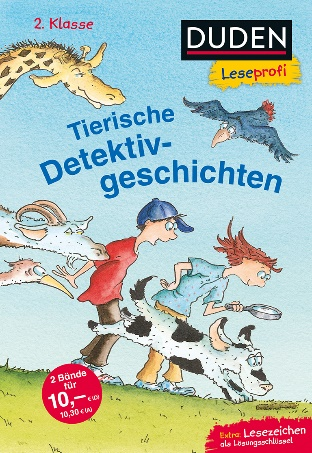 2. Klasse
DUDEN
Leseprofi
Tierische
Detektiv-
geschichten
2 Bände
für
10,– € (D)
10,30 € (A)
Extra: Lesezeichen
als Lösungsschlüssel